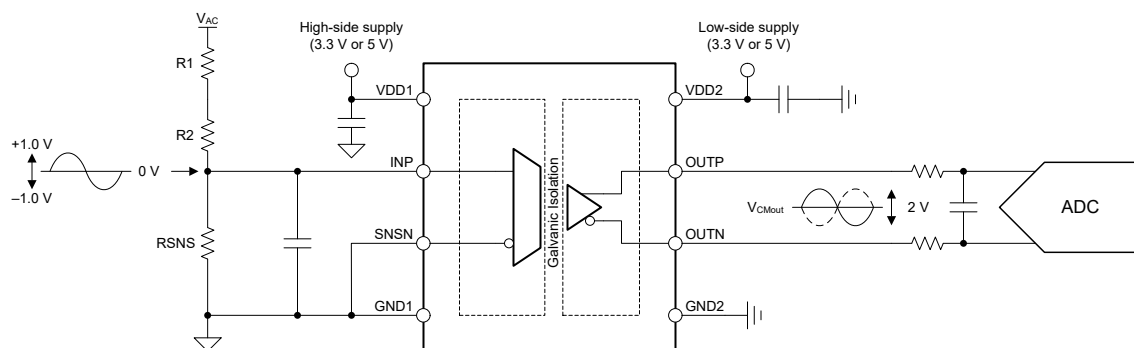 VAC
R1
R2
+1.0 V
0 V
–1.0 V
RSNS
High-side supply
(3.3 V or 5 V)
Low-side supply
(3.3 V or 5 V)
VDD1
INP
SNSN
GND1
Galvanic Isolation
VDD2
OUTP
OUTN
GND2
VCMout
2 V
ADC